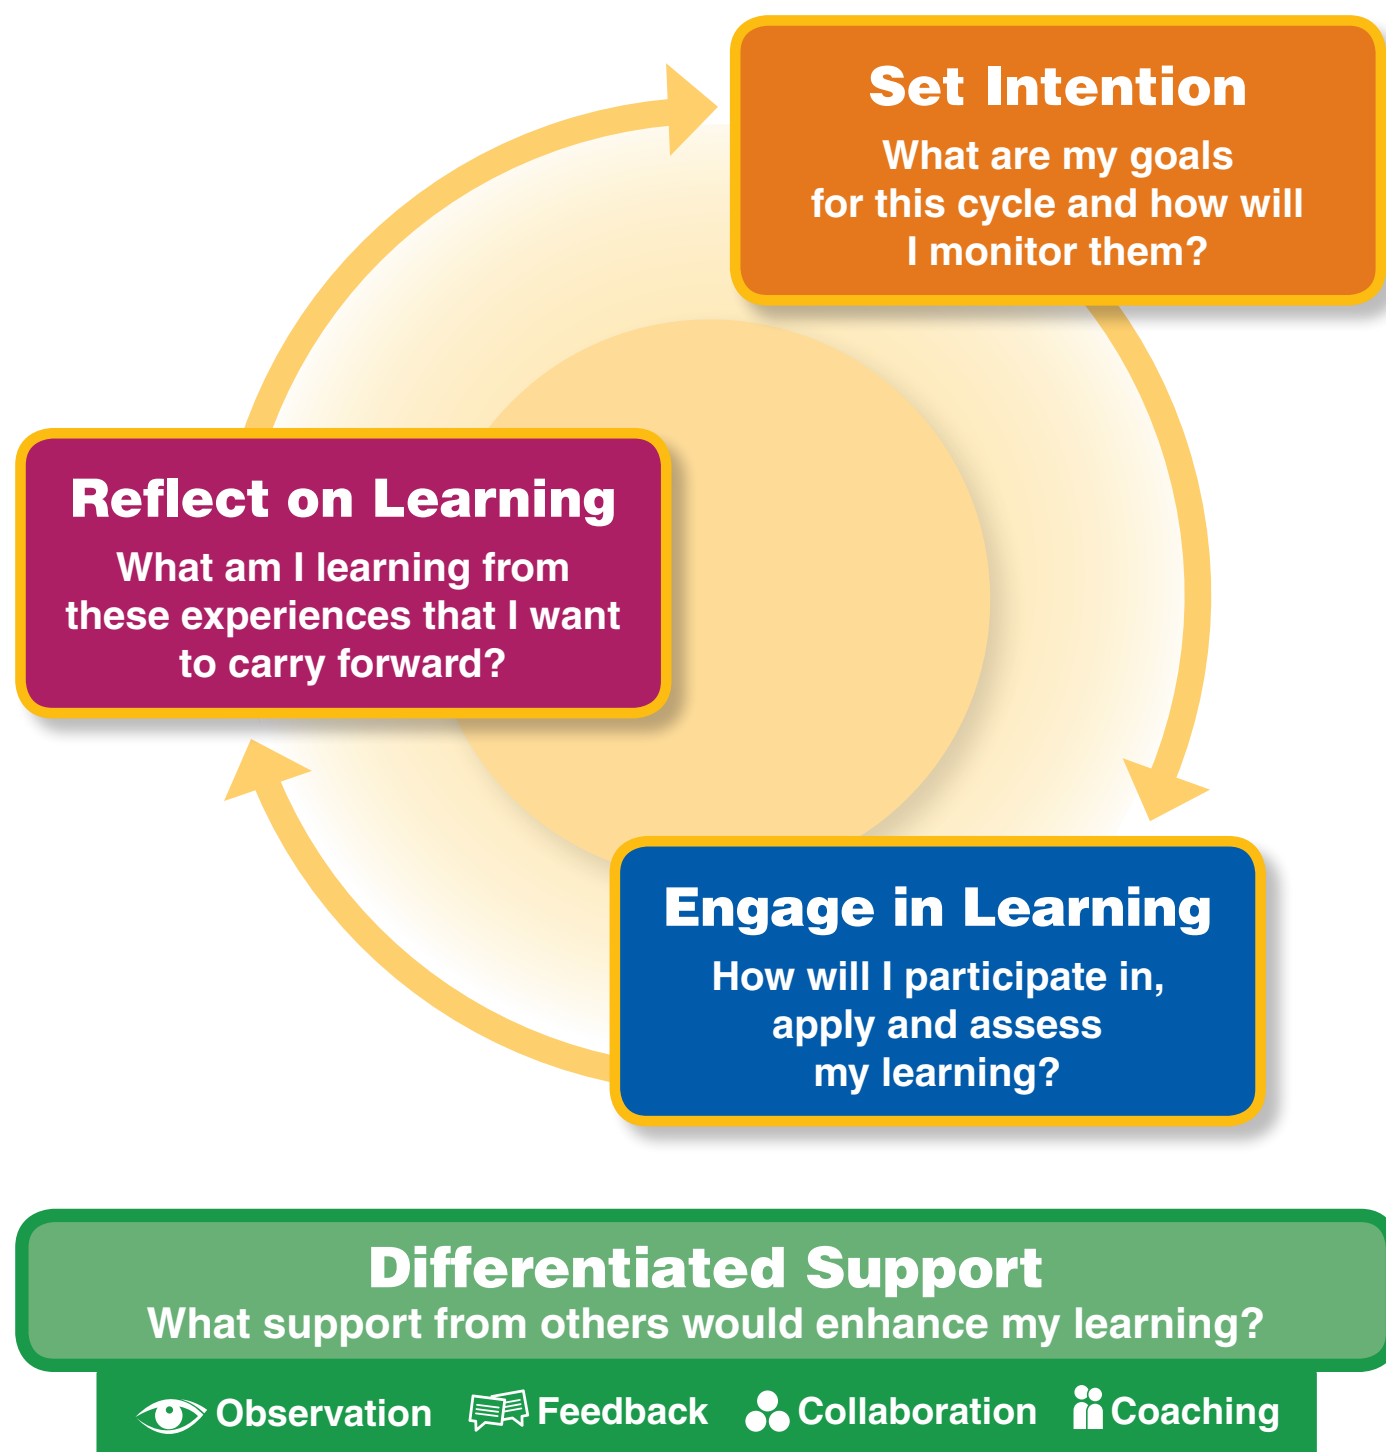 Set Intention
What are my goals
for this cycle and how will
I monitor them?
Reflect on Learning
What am I learning from
these experiences that I want
to carry forward?
Engage in Learning
How will I participate in,
apply and assess
my learning?
Differentiated Support
What support from others would enhance my learning?
Observation Feedback Collaboration Coaching